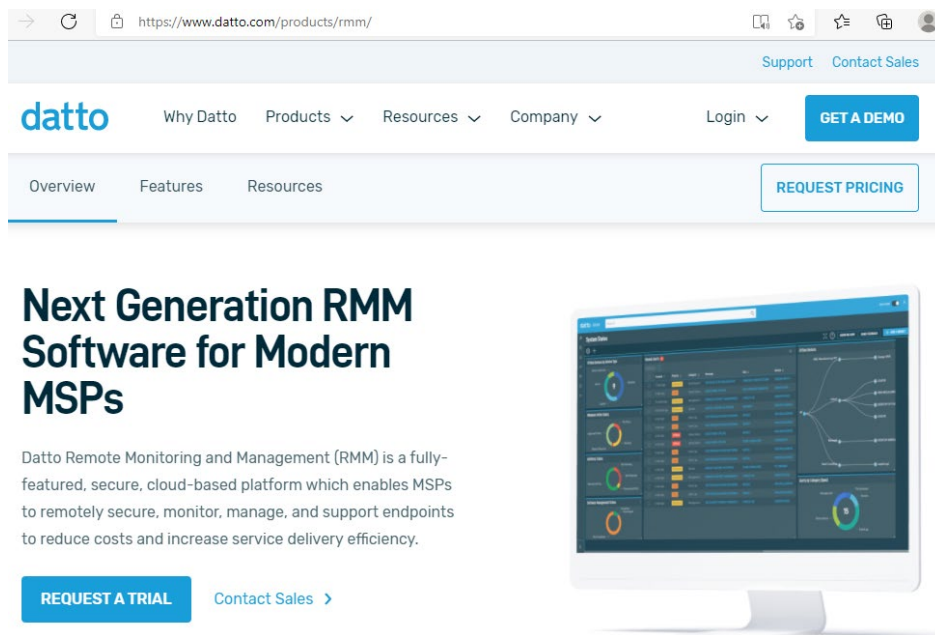 https://www.datto.com/products/rmm/
Support Contact Sales
datto Why Datto Products Resources Company Login GET A DEMO
Overview Features Resources REQUEST PRICING
Next Generation RMM
Software for Modern
MSPs
Datto Remote Monitoring and Management (RMM) is a fully-
featured, secure, cloud-based platform which enables MSPs
to remotely secure, monitor, manage, and support endpoints
to reduce costs and increase service delivery efficiency.
REQUEST A TRIAL Contact Sales